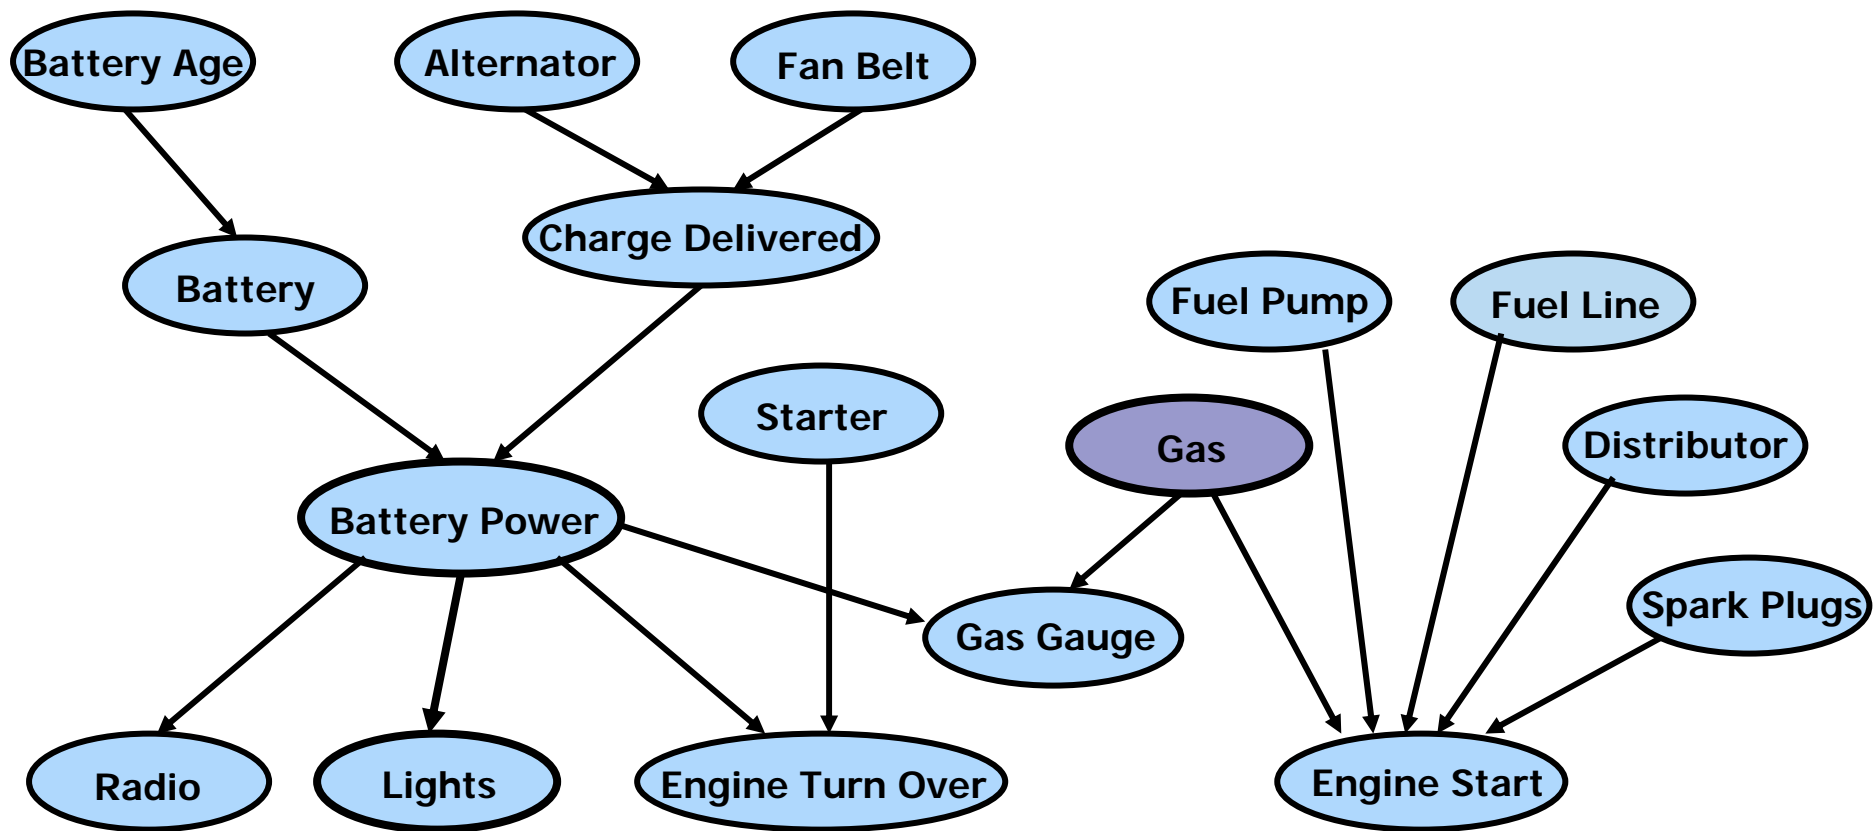 Battery Age
Alternator
Fan Belt
Charge Delivered
Battery
Fuel Pump
Fuel Line
Starter
Gas
Distributor
Battery Power
Gas Gauge
Spark Plugs
Radio
Lights
Engine Turn Over
Engine Start